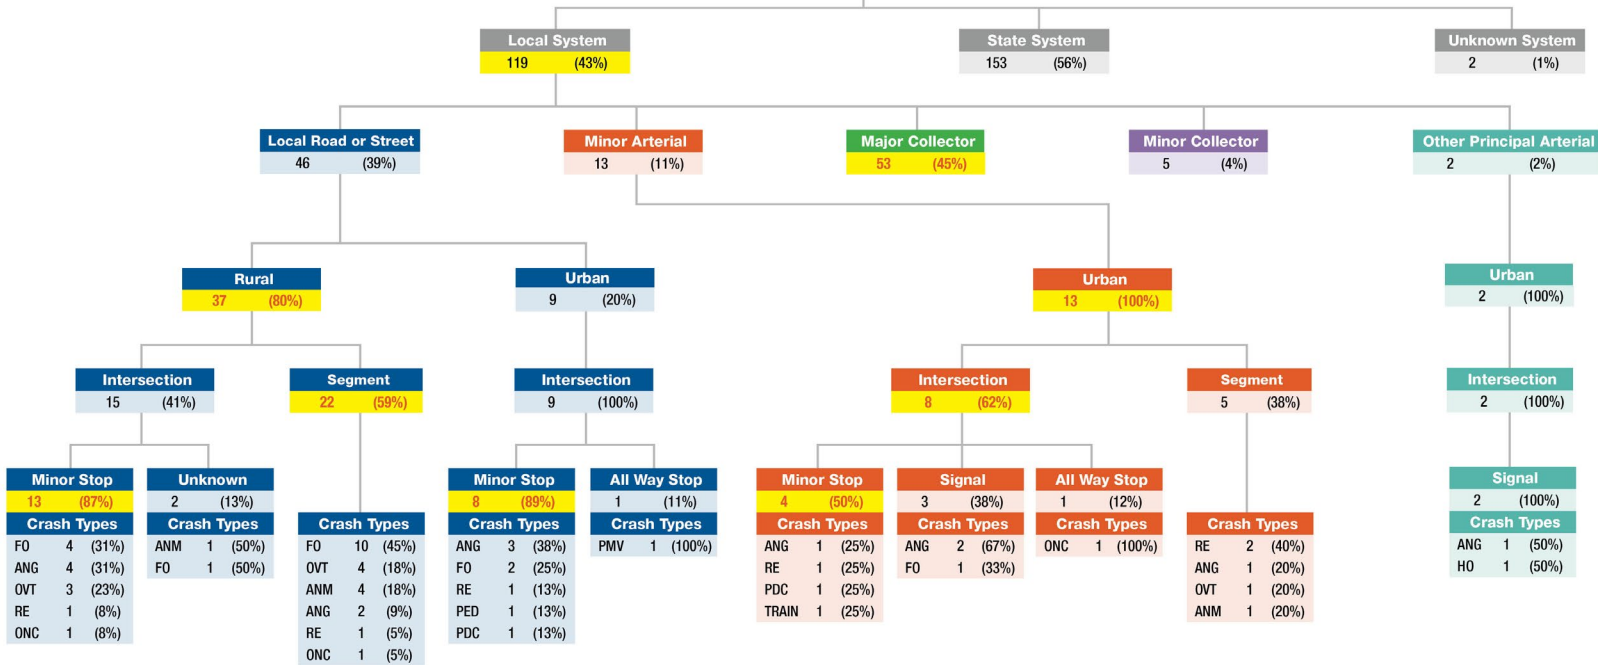 Local System
119 (43%)
State System
153 (56%)
Unknown System
2 (1%)
Local Road or Street
46 (39%)
Minor Arterial
13 (11%)
Major Collector
53 (45%)
Minor Collector
5 (4%)
Other Principal Arterial
2 (2%)
Rural
37 (80%)
Urban
9 (20%)
Urban
13 (100%)
Urban
2 (100%)
Intersection
15 (41%)
Segment
22 (59%)
Intersection
9 (100%)
Intersection
8 (62%)
Segment
5 (38%)
Intersection
2 (100%)
Minor Stop
13 (87%)
Crash Types
FO 4 (31%)
ANG 4 (31%)
OVT 3 (23%)
RE 1 (8%)
ONC 1 (8%)
Unknown
2 (13%)
Crash Types
ANM 1 (50%)
FO 1 (50%)
Crash Types
FO 10 (45%)
OVT 4 (18%)
ANM 4 (18%)
ANG 2 (9%)
RE 1 (5%)
ONC 1 (5%)
Minor Stop
8 (89%)
Crash Types
ANG 3 (38%)
FO 2 (25%)
RE 1 (13%)
PED 1 (13%)
PDC 1 (13%)
All Way Stop
1 (11%)
Crash Types
PMV 1 (100%)
Minor Stop
4 (50%)
Crash Types
ANG 1 (25%)
RE 1 (25%)
PDC 1 (25%)
TRAIN 1 (25%)
Signal
3 (38%)
Crash Types
ANG 2 (67%)
FO 1 (33%)
All Way Stop
1 (12%)
Crash Types
ONC 1 (100%)
Crash Types
RE 2 (40%)
ANG 1 (20%)
OVT 1 (20%)
ANM 1 (20%)
Signal
2 (100%)
Crash Types
ANG 1 (50%)
HO 1 (50%)